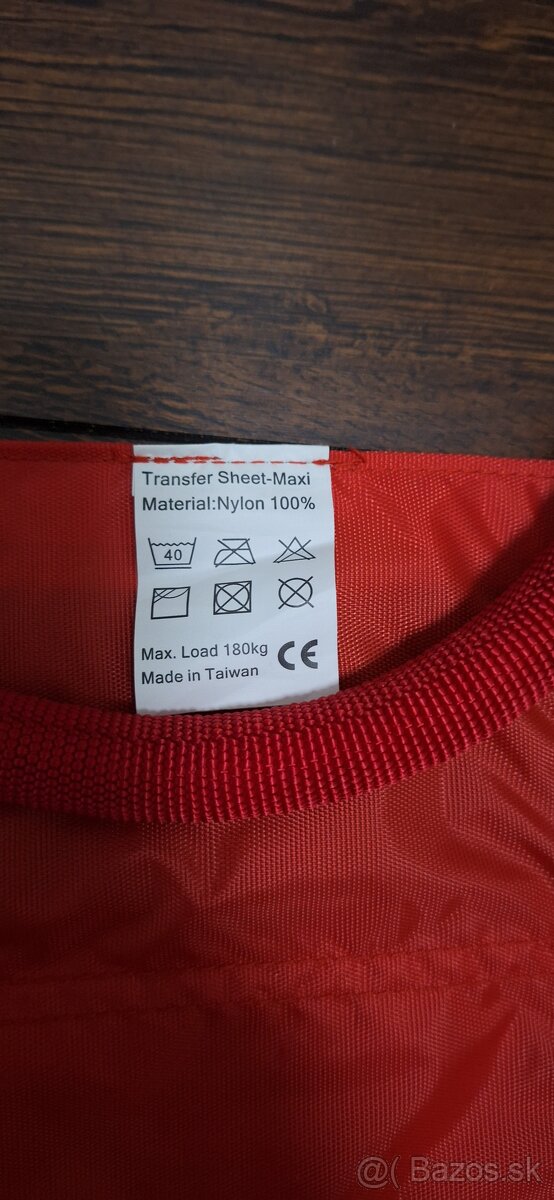 Transfer Sheet-Maxi
Material:Nylon 100%
40
Max. Load 180kg CE
Made in Taiwan
@( Bazos.sk